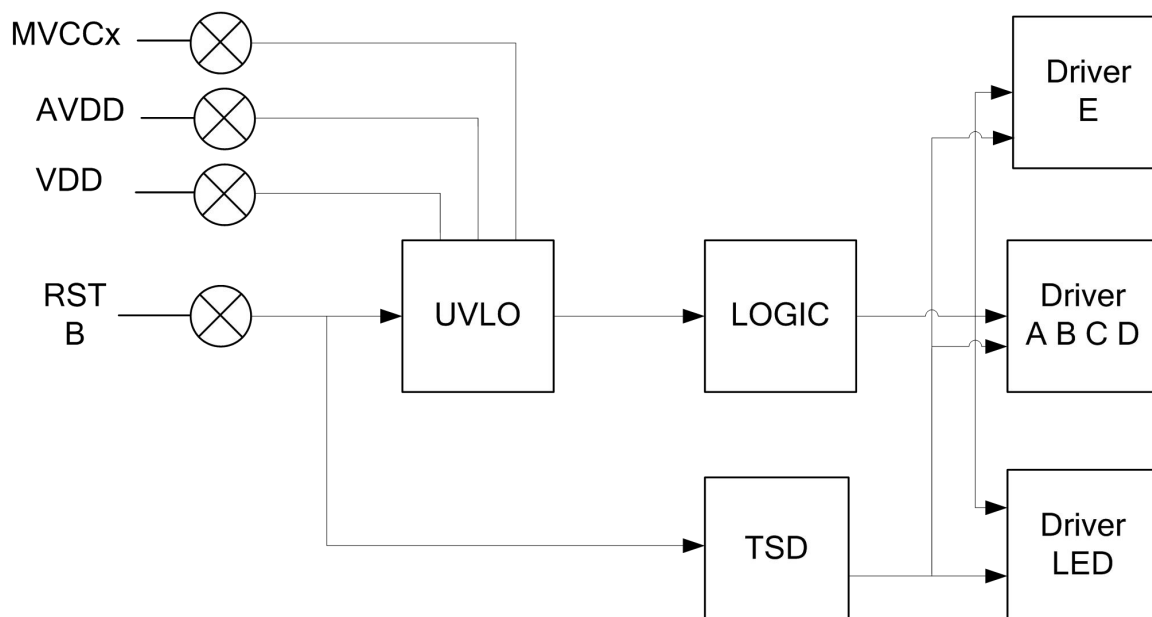 MVCCx
AVDD
VDD
RST
B
UVLO
LOGIC
TSD
Driver
E
Driver
A B C D
Driver
LED